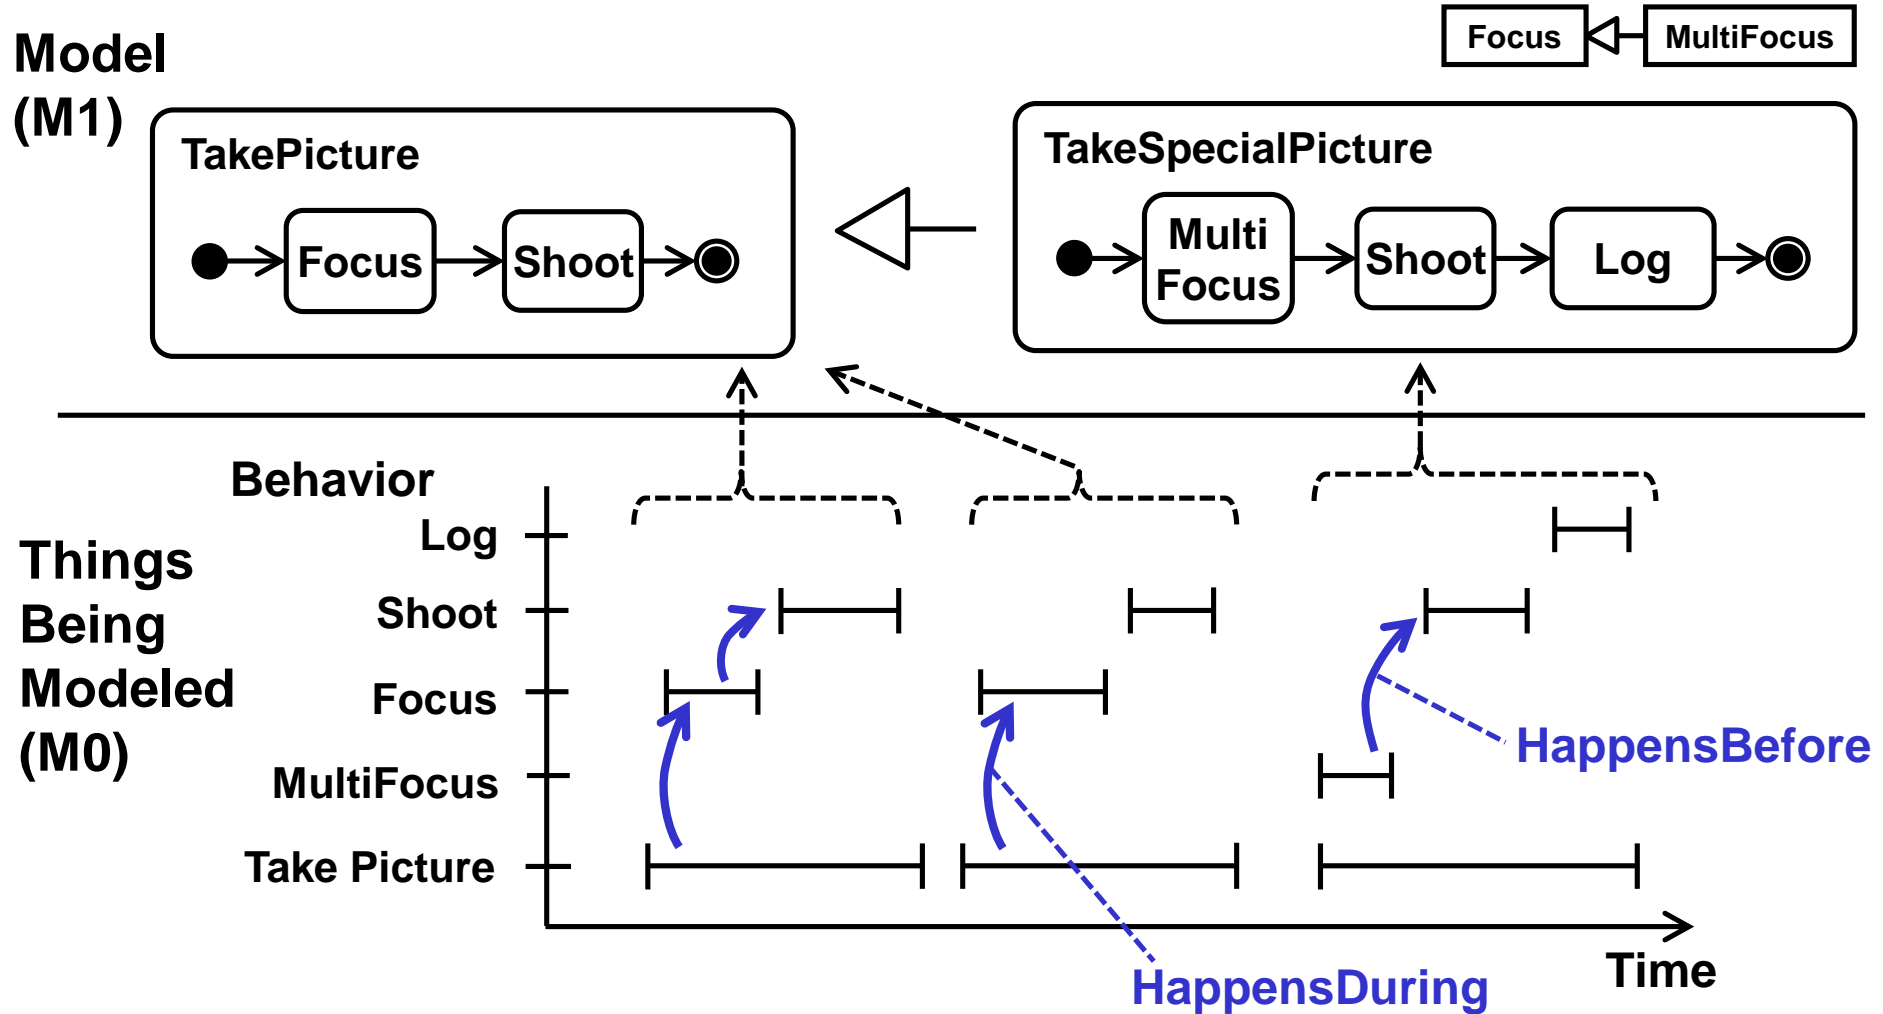 Model
(M1)
Focus
MultiFocus
TakePicture
Focus
Shoot
TakeSpecialPicture
Multi
Focus
Shoot
Log
Things
Being
Modeled
(M0)
Behavior
Log
Shoot
Focus
MultiFocus
Take Picture
HappensBefore
HappensDuring
Time